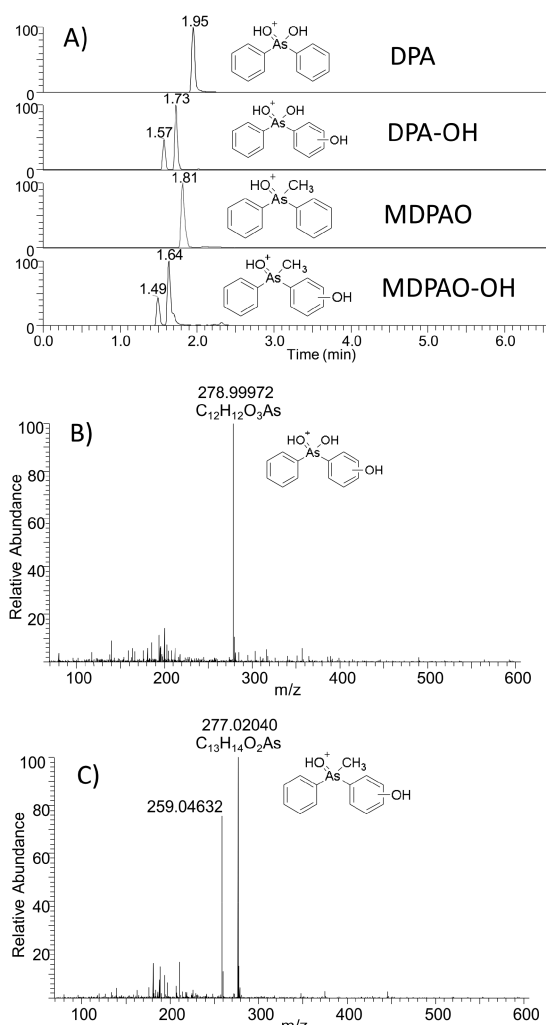 A)
100
0
1.95
HO OH
+
As
DPA
100
0
1.57
1.73
HO OH
+
As
OH
DPA-OH
100
0
1.81
HO CH3
+
As
MDPAO
100
0
1.49
1.64
HO CH3
+
As
OH
MDPAO-OH
0.0 1.0 2.0 3.0 4.0 5.0 6.0
Time (min)
B)
278.99972
C12H12O3As
HO OH
+
As
OH
Relative Abundance
100
80
60
40
20
100 200 300 400 500 600
m/z
C)
277.02040
C13H14O2As
259.04632
HO CH3
+
As
OH
Relative Abundance
100
80
60
40
20
100 200 300 400 500 600
m/z